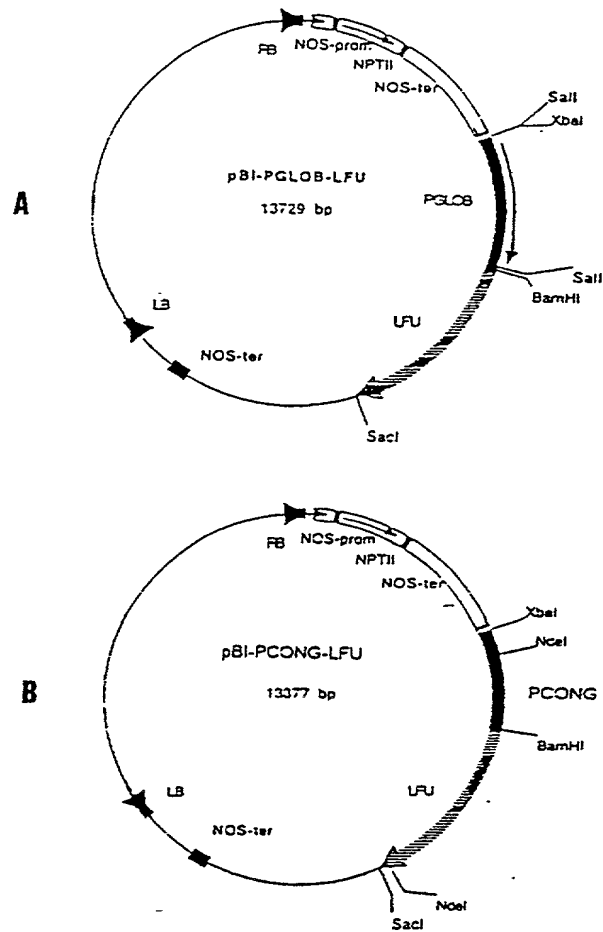 A
RB
NOS-prom
NPTII
NOS-ter
SalI
XbaI
pBI-PGLOB-LFU
13729 bp
PGLOB
SalI
BamHI
LFU
LB
NOS-ter
SacI
B
RB
NOS-prom
NPTII
NOS-ter
XbaI
NdeI
pBI-PCONG-LFU
13377 bp
PCONG
BamHI
LFU
LB
NOS-ter
NdeI
SacI